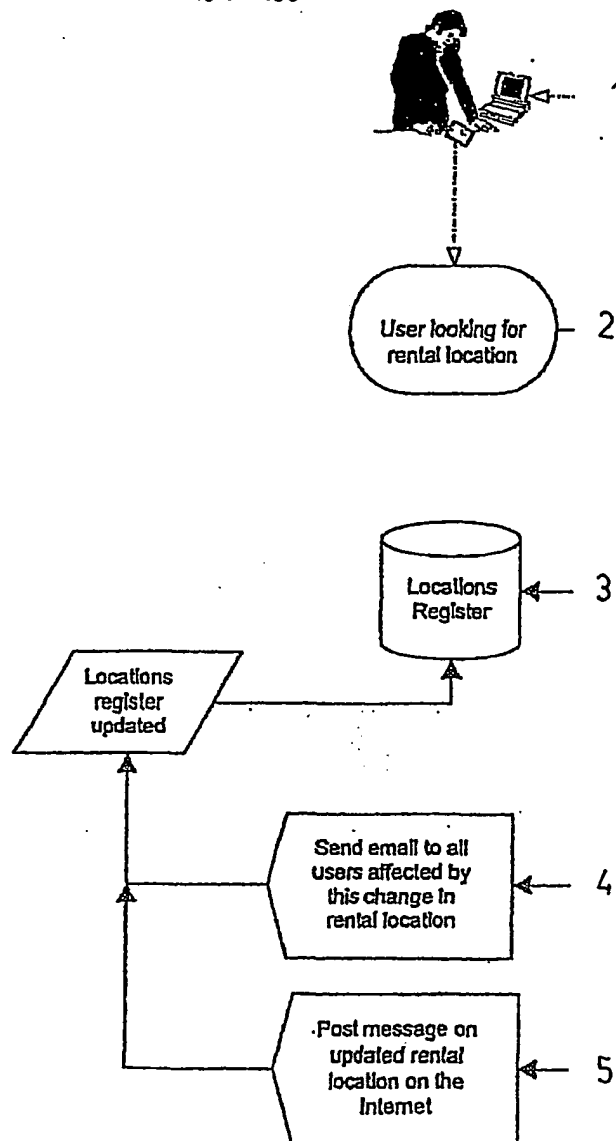 User looking for
rental location
2
Locations
Register
3
Locations
register
updated
Send email to all
users affected by
this change in
rental location
4
Post message on
updated rental
location on the
Internet
5